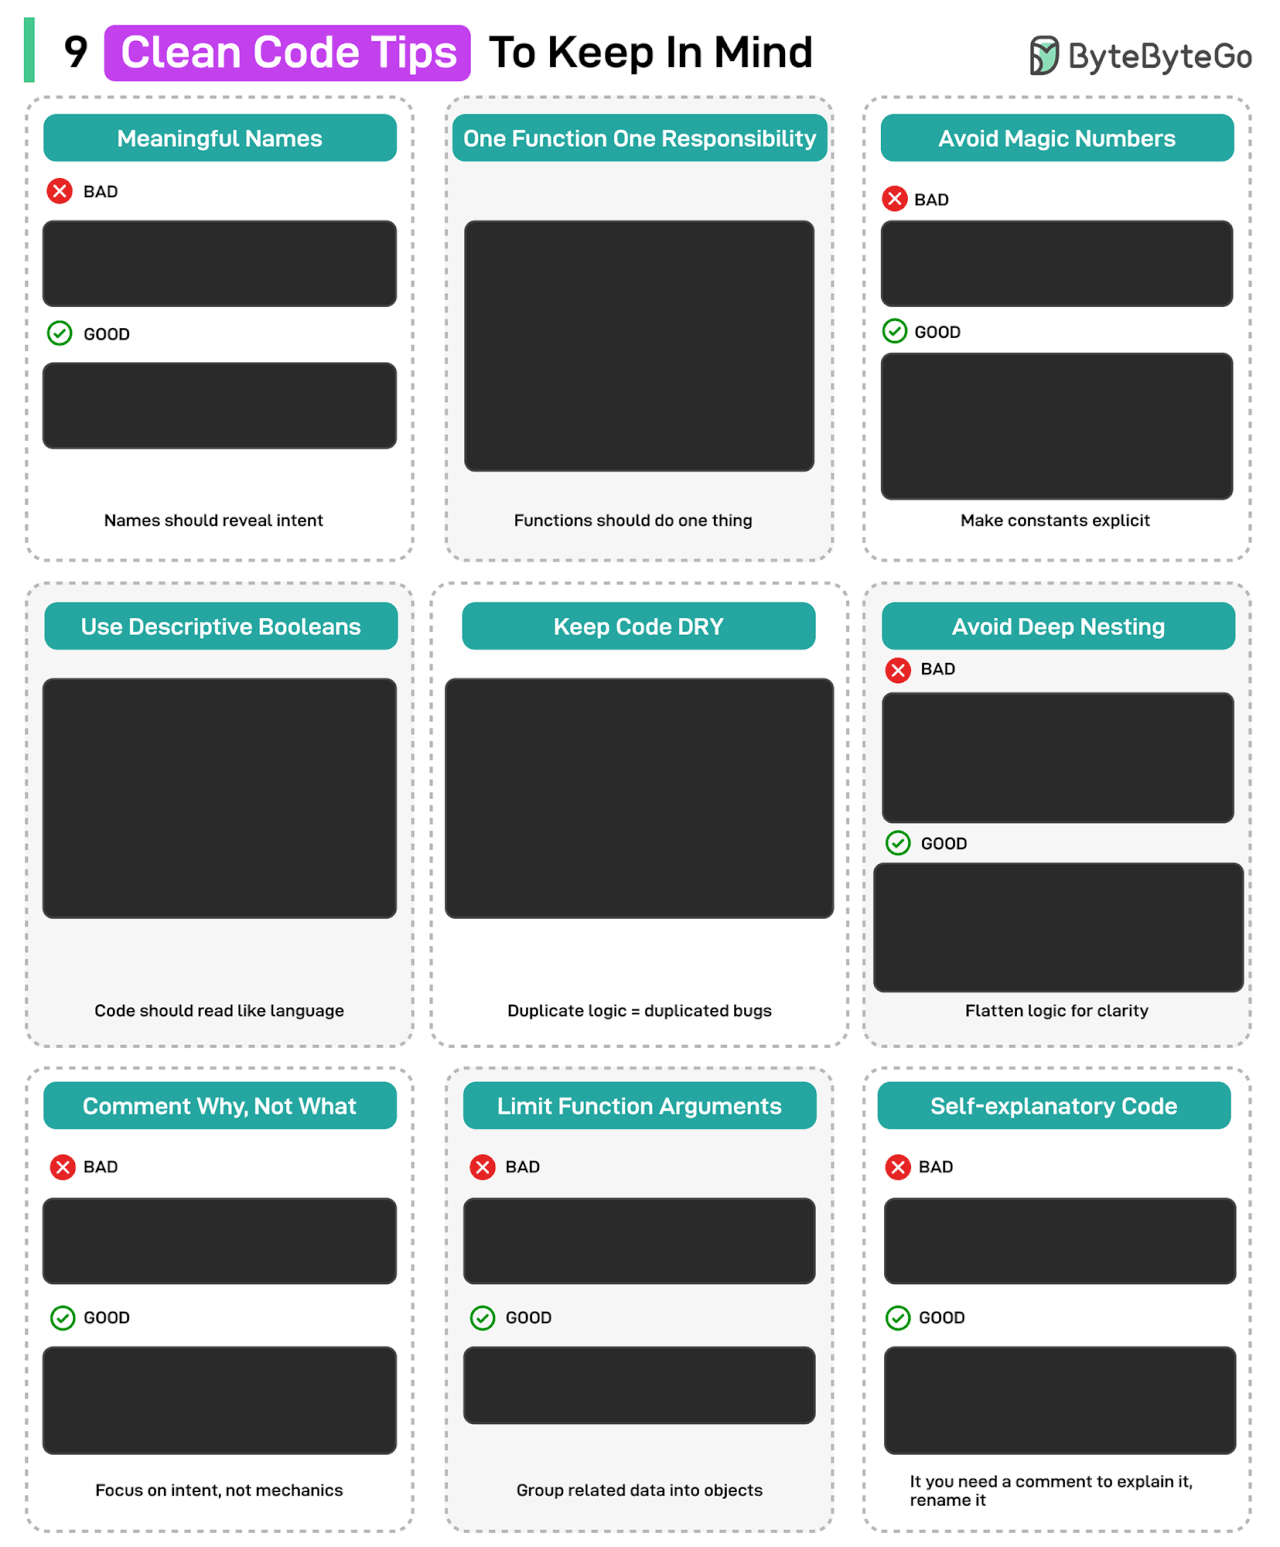 9 Clean Code Tips To Keep In Mind
ByteByteGo
Meaningful Names
BAD
GOOD
Names should reveal intent
One Function One Responsibility
Functions should do one thing
Avoid Magic Numbers
BAD
GOOD
Make constants explicit
Use Descriptive Booleans
Code should read like language
Keep Code DRY
Duplicate logic = duplicated bugs
Avoid Deep Nesting
BAD
GOOD
Flatten logic for clarity
Comment Why, Not What
BAD
GOOD
Focus on intent, not mechanics
Limit Function Arguments
BAD
GOOD
Group related data into objects
Self-explanatory Code
BAD
GOOD
It you need a comment to explain it,
rename it